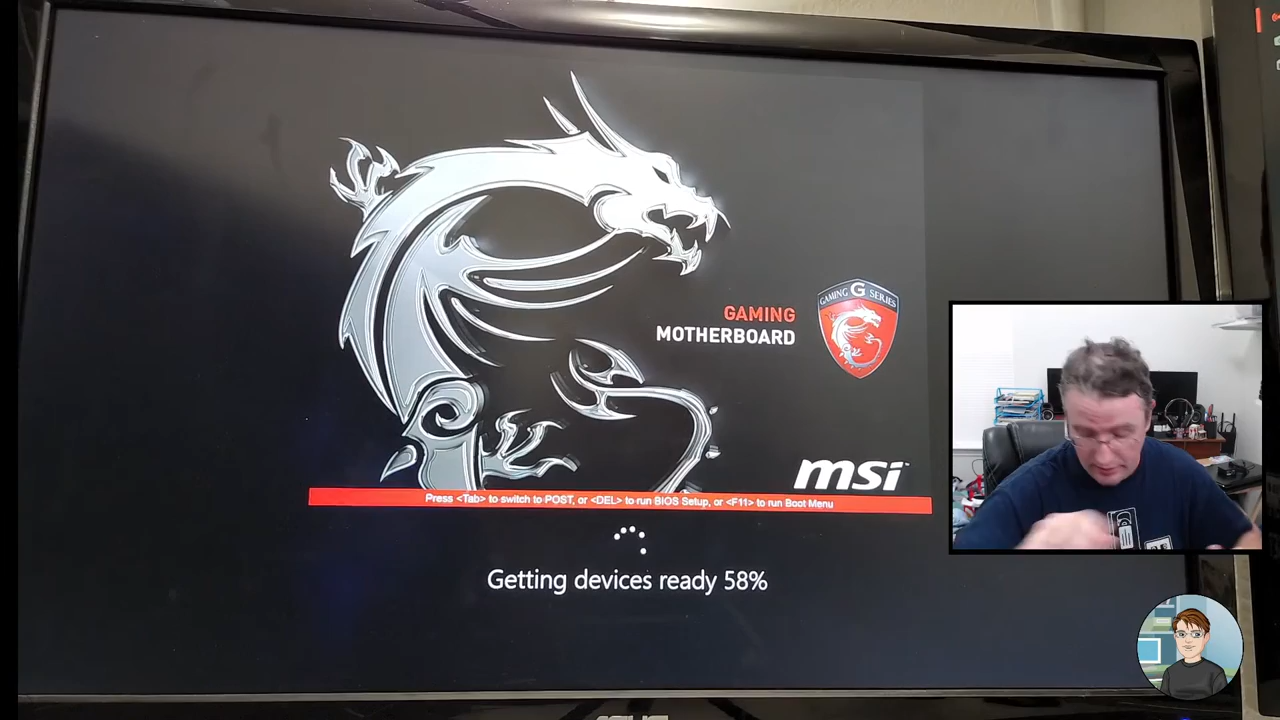 GAMING G SERIES
GAMING
MOTHERBOARD
msi
Press <Tab> to switch to POST, or <DEL> to run BIOS Setup, or <F11> to run Boot Menu
Getting devices ready 58%